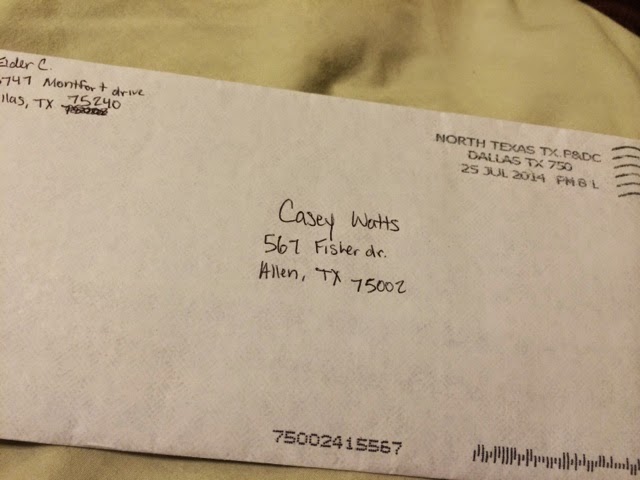 Elder C.
5747 Montfort drive
llas, TX 75240
NORTH TEXAS TX P&DC
DALLAS TX 750
25 JUL 2014 PM 8 L
Casey Watts
567 Fisher dr.
Allen, TX 75002
75002415567